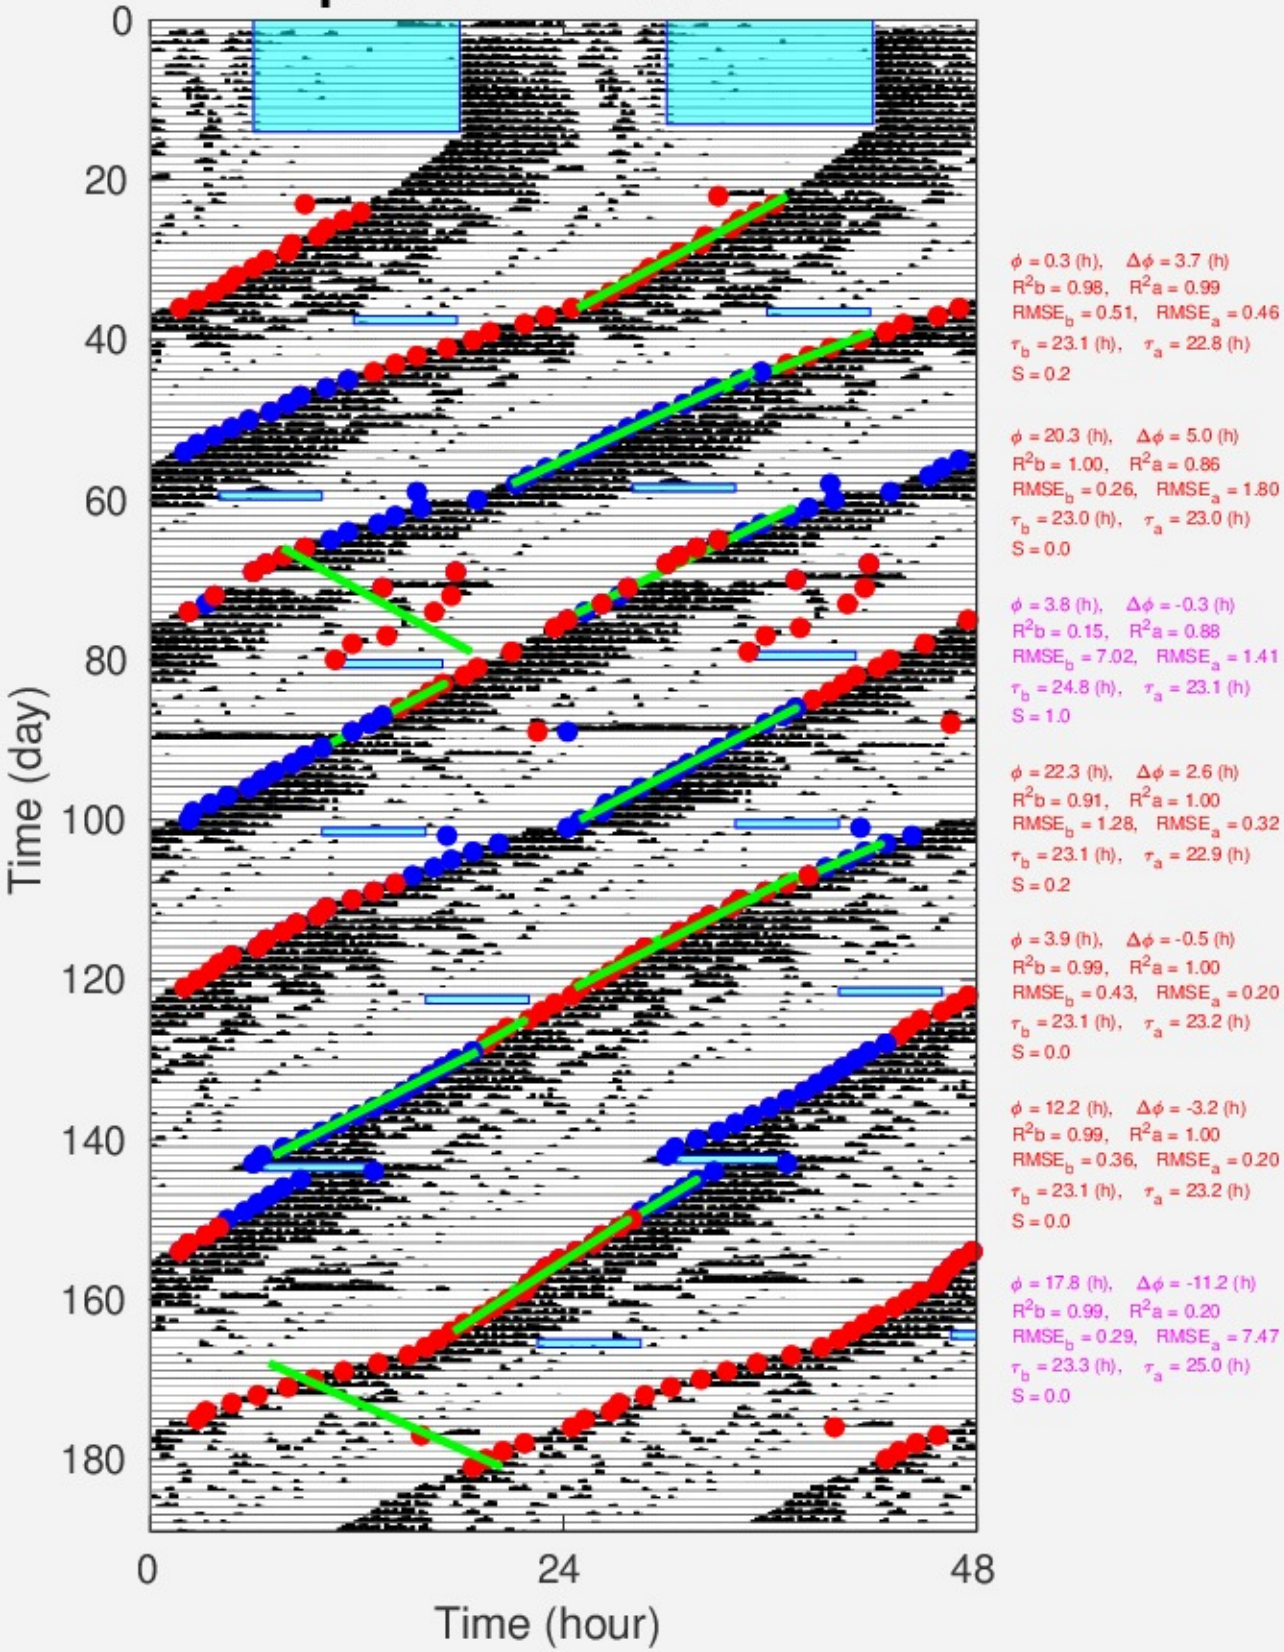 0
20
40
60
80
100
120
140
160
180
Time (day)
0 24 48
Time (hour)
ϕ = 0.3 (h), Δϕ = 3.7 (h)
R²b = 0.98, R²a = 0.99
RMSE_b = 0.51, RMSE_a = 0.46
τ_b = 23.1 (h), τ_a = 22.8 (h)
S = 0.2
ϕ = 20.3 (h), Δϕ = 5.0 (h)
R²b = 1.00, R²a = 0.86
RMSE_b = 0.26, RMSE_a = 1.80
τ_b = 23.0 (h), τ_a = 23.0 (h)
S = 0.0
ϕ = 3.8 (h), Δϕ = -0.3 (h)
R²b = 0.15, R²a = 0.88
RMSE_b = 7.02, RMSE_a = 1.41
τ_b = 24.8 (h), τ_a = 23.1 (h)
S = 1.0
ϕ = 22.3 (h), Δϕ = 2.6 (h)
R²b = 0.91, R²a = 1.00
RMSE_b = 1.28, RMSE_a = 0.32
τ_b = 23.1 (h), τ_a = 22.9 (h)
S = 0.2
ϕ = 3.9 (h), Δϕ = -0.5 (h)
R²b = 0.99, R²a = 1.00
RMSE_b = 0.43, RMSE_a = 0.20
τ_b = 23.1 (h), τ_a = 23.2 (h)
S = 0.0
ϕ = 12.2 (h), Δϕ = -3.2 (h)
R²b = 0.99, R²a = 1.00
RMSE_b = 0.36, RMSE_a = 0.20
τ_b = 23.1 (h), τ_a = 23.2 (h)
S = 0.0
ϕ = 17.8 (h), Δϕ = -11.2 (h)
R²b = 0.99, R²a = 0.20
RMSE_b = 0.29, RMSE_a = 7.47
τ_b = 23.3 (h), τ_a = 25.0 (h)
S = 0.0